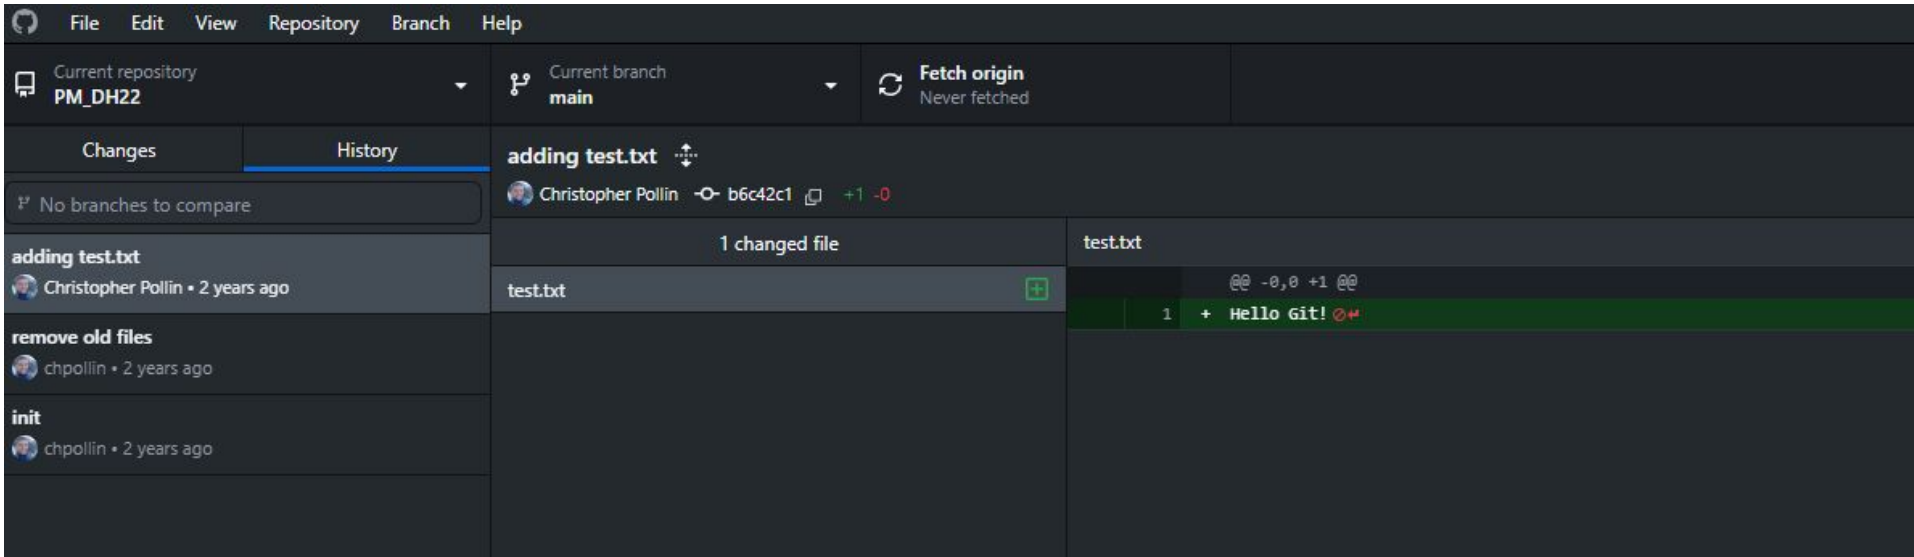 File Edit View Repository Branch Help
Current repository
PM_DH22
Current branch
main
Fetch origin
Never fetched
Changes
History
No branches to compare
adding test.txt
Christopher Pollin • 2 years ago
remove old files
chpollin • 2 years ago
init
chpollin • 2 years ago
adding test.txt
Christopher Pollin b6c42c1 +1 -0
1 changed file
test.txt
test.txt
@@ -0,0 +1 @@
1 + Hello Git!